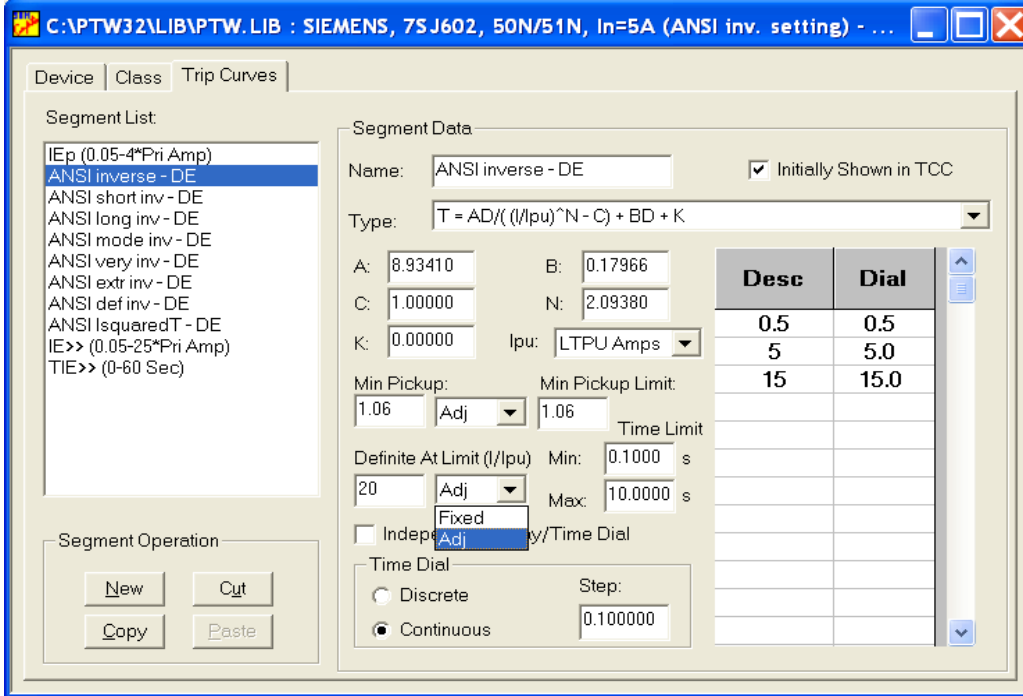 C:\PTW32\LIB\PTW.LIB : SIEMENS, 7SJ602, 50N/51N, In=5A (ANSI inv. setting) - ...
Device Class Trip Curves
Segment List:
IEp (0.05-4*Pri Amp)
ANSI inverse - DE
ANSI short inv - DE
ANSI long inv - DE
ANSI mode inv - DE
ANSI very inv - DE
ANSI extr inv - DE
ANSI def inv - DE
ANSI IsquaredT - DE
IE>> (0.05-25*Pri Amp)
TIE>> (0-60 Sec)
Segment Operation
New Cut
Copy Paste
Segment Data
Name: ANSI inverse - DE Initially Shown in TCC
Type: T = AD/( (I/Ipu)^N - C) + BD + K
A: 8.93410 B: 0.17966
C: 1.00000 N: 2.09380
K: 0.00000 Ipu: LTPU Amps
Min Pickup: Min Pickup Limit:
1.06 Adj 1.06
Time Limit
Definite At Limit (I/Ipu) Min: 0.1000 s
20 Adj Max: 10.0000 s
Fixed
Adj
Indep y/Time Dial
Time Dial
Discrete Step:
Continuous 0.100000
Desc Dial
0.5 0.5
5 5.0
15 15.0